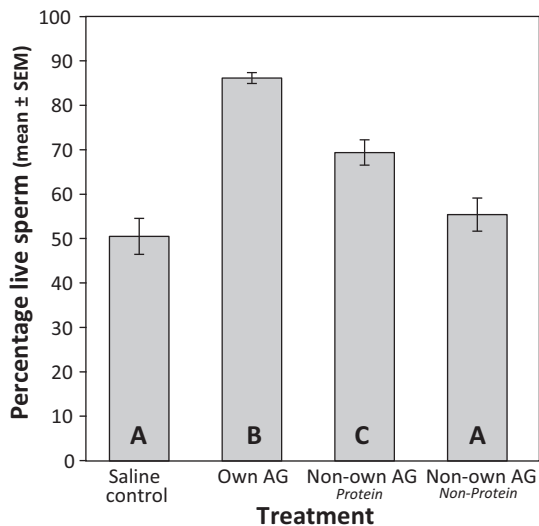 Percentage live sperm (mean ± SEM)
100
90
80
70
60
50
40
30
20
10
0
A B C A
Saline control Own AG Non-own AG Protein Non-own AG Non-Protein
Treatment